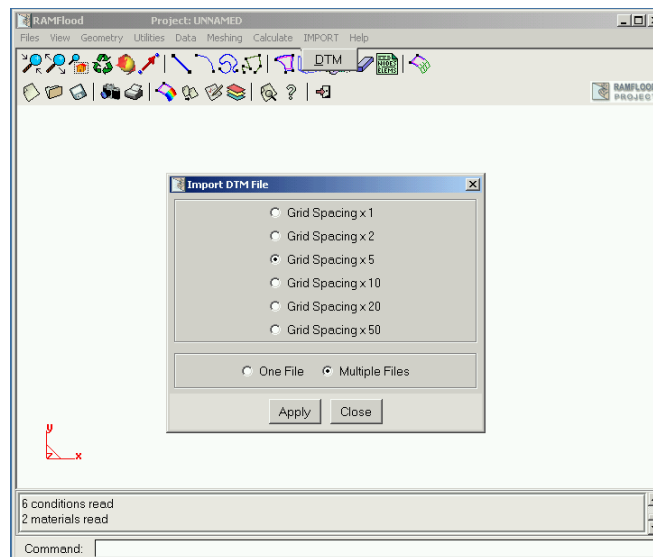 RAMFlood Project: UNNAMED
Files View Geometry Utilities Data Meshing Calculate IMPORT Help
DTM
RAMFLOOD
PROJECT
Import DTM File
Grid Spacing x 1
Grid Spacing x 2
Grid Spacing x 5
Grid Spacing x 10
Grid Spacing x 20
Grid Spacing x 50
One File Multiple Files
Apply Close
y
z x
6 conditions read
2 materials read
Command: